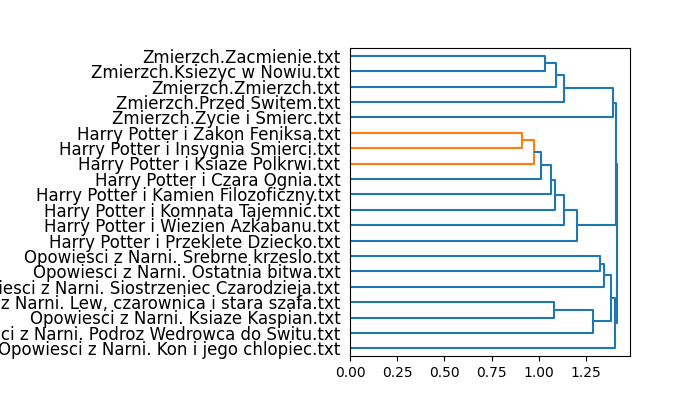 Zmierzch.Zacmienie.txt
Zmierzch.Ksiezyc w Nowiu.txt
Zmierzch.Zmierzch.txt
Zmierzch.Przed Switem.txt
Zmierzch.Zycie i Smierc.txt
Harry Potter i Zakon Feniksa.txt
Harry Potter i Insygnia Smierci.txt
Harry Potter i Ksiaze Polkrwi.txt
Harry Potter i Czara Ognia.txt
Harry Potter i Kamien Filozoficzny.txt
Harry Potter i Komnata Tajemnic.txt
Harry Potter i Wiezien Azkabanu.txt
Harry Potter i Przeklete Dziecko.txt
Opowiesci z Narni. Srebrne krzeslo.txt
Opowiesci z Narni. Ostatnia bitwa.txt
iesci z Narni. Siostrzeniec Czarodzieja.txt
z Narni. Lew, czarownica i stara szafa.txt
Opowiesci z Narni. Ksiaze Kaspian.txt
ci z Narni. Podroz Wedrowca do Switu.txt
Opowiesci z Narni. Kon i jego chlopiec.txt
0.00 0.25 0.50 0.75 1.00 1.25